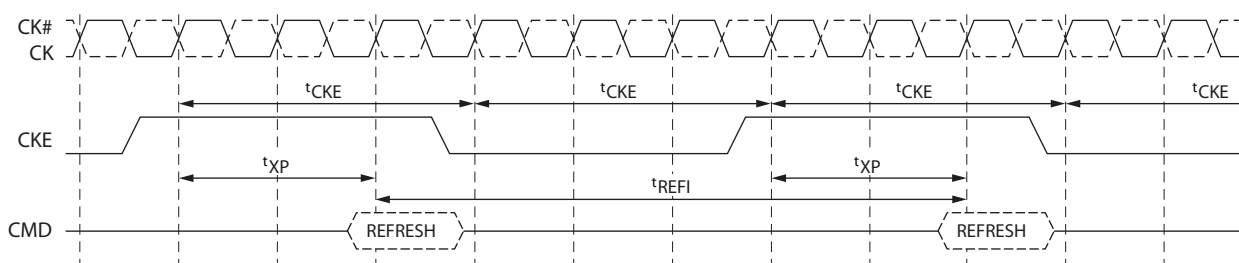 CK#
CK
tCKE tCKE tCKE tCKE
CKE
tXP tXP
tREFI
CMD REFRESH REFRESH